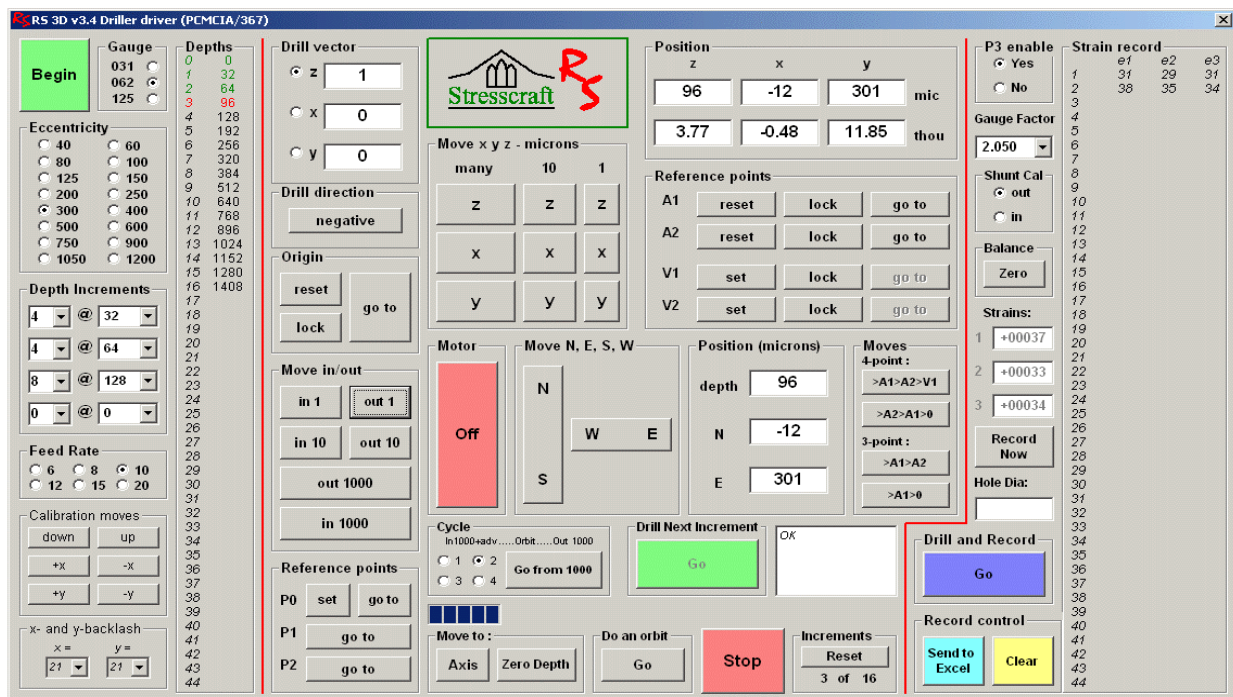 RS 3D v3.4 Driller driver (PCMCIA/367)
Begin
Gauge
031
062
125
Eccentricity
40 60
80 100
125 150
200 250
300 400
500 600
750 900
1050 1200
Depth Increments
4 @ 32
4 @ 64
8 @ 128
0 @ 0
Feed Rate
6 8 10
12 15 20
Calibration moves
down up
+x -x
+y -y
x- and y-backlash
x = y =
21 21
Depths
0 0
1 32
2 64
3 96
4 128
5 192
6 256
7 320
8 384
9 512
10 640
11 768
12 896
13 1024
14 1152
15 1280
16 1408
17
18
19
20
21
22
23
24
25
26
27
28
29
30
31
32
33
34
35
36
37
38
39
40
41
42
43
44
Drill vector
z 1
x 0
y 0
Drill direction
negative
Origin
reset
lock
go to
Move in/out
in 1 out 1
in 10 out 10
out 1000
in 1000
Reference points
P0 set go to
P1 go to
P2 go to
Stresscraft RS
Move x y z - microns
many 10 1
z z z
x x x
y y y
Position
z x y
96 -12 301 mic
3.77 -0.48 11.85 thou
Reference points
A1 reset lock go to
A2 reset lock go to
V1 set lock go to
V2 set lock go to
Motor
Off
Move N, E, S, W
N
W E
S
Position (microns)
depth 96
N -12
E 301
Moves
4-point :
>A1>A2>V1
>A2>A1>0
3-point :
>A1>A2
>A1>0
Cycle
In1000+adv.....Orbit.....Out 1000
1 2
3 4
Go from 1000
Drill Next Increment
Go
OK
Move to :
Axis Zero Depth
Do an orbit
Go
Stop
Increments
Reset
3 of 16
P3 enable
Yes
No
Gauge Factor
2.050
Shunt Cal
out
in
Balance
Zero
Strains:
1 +00037
2 +00033
3 +00034
Record
Now
Hole Dia:
Drill and Record
Go
Record control
Send to
Excel
Clear
Strain record
e1 e2 e3
1 31 29 31
2 38 35 34
3
4
5
6
7
8
9
10
11
12
13
14
15
16
17
18
19
20
21
22
23
24
25
26
27
28
29
30
31
32
33
34
35
36
37
38
39
40
41
42
43
44